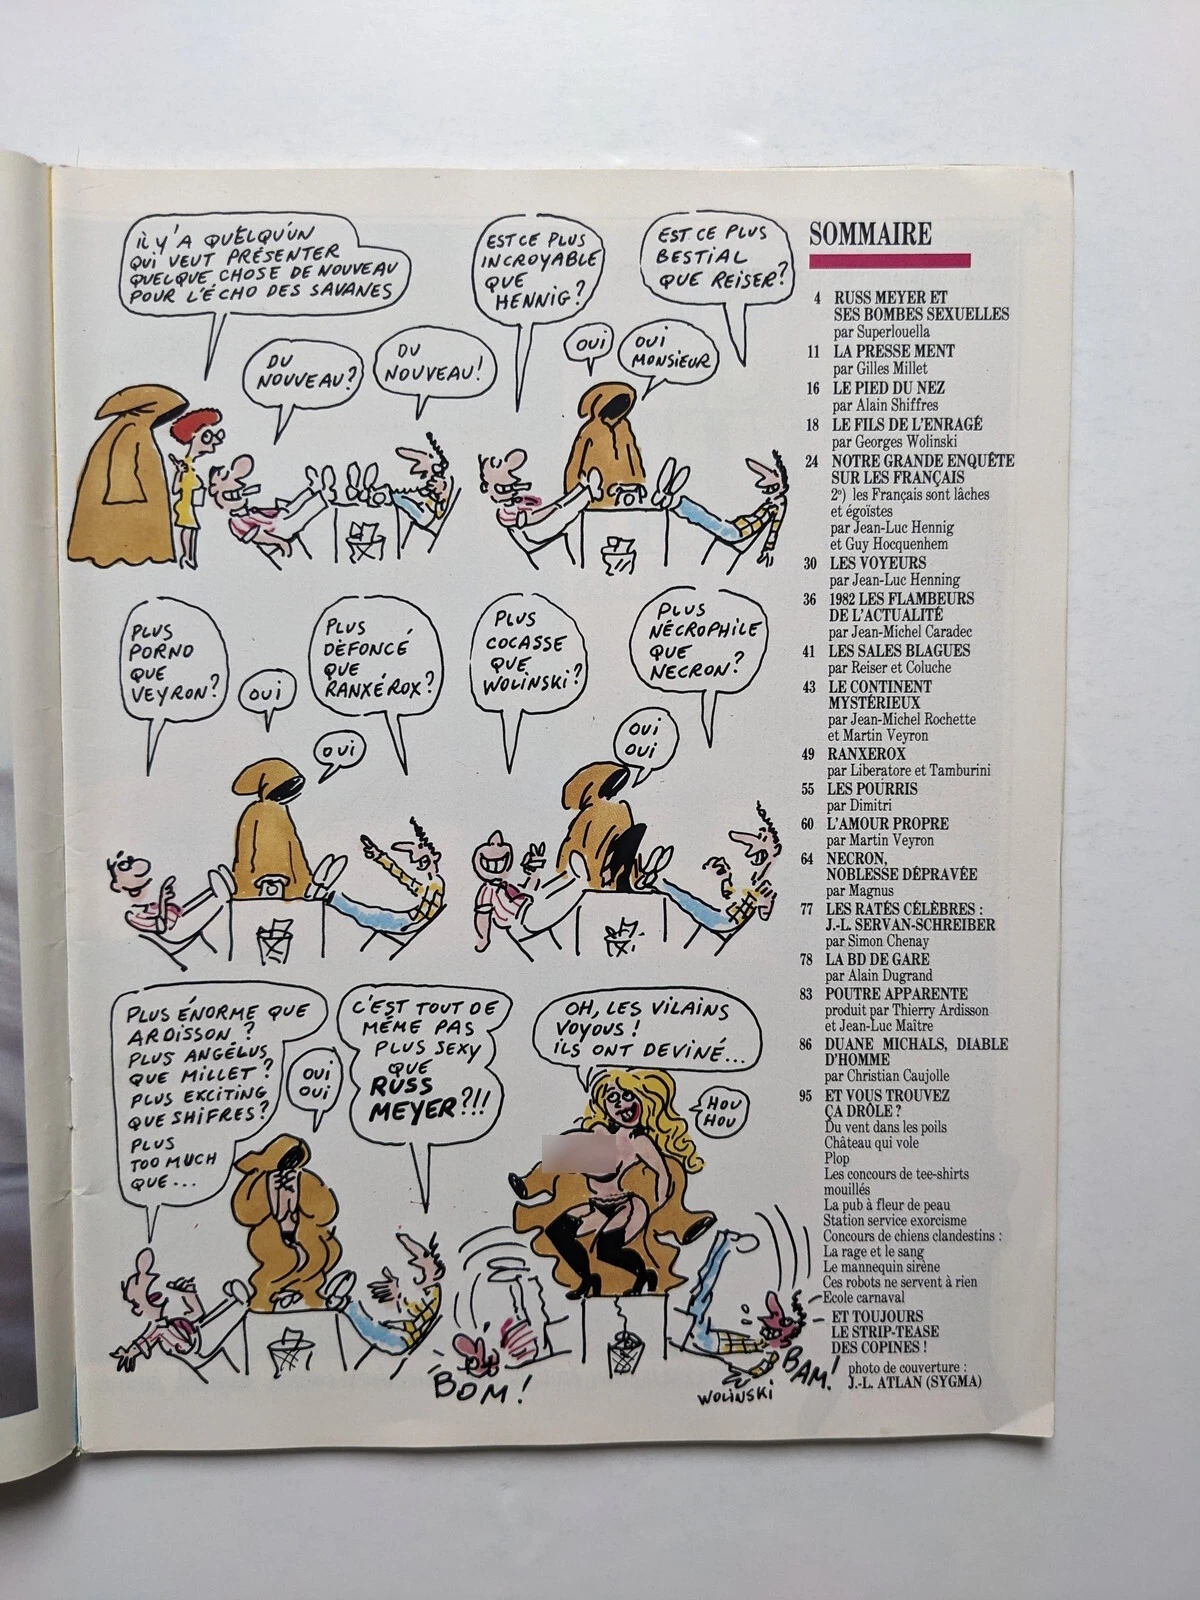 iL Y'A QUELQU'UN
QUi VEUT PRÉSENTER
QUELQUE CHOSE DE NOUVEAU
POUR L'ÉCHO DES SAVANES
DU
NOUVEAU?
DU
NOUVEAU!
EST CE PLUS
INCROYABLE
QUE
HENNIG?
EST CE PLUS
BESTIAL
QUE REISER?
OUi
OUi
MONSIEUR
PLUS
PORNO
QUE
VEYRON?
OUi
PLUS
DÉFONCÉ
QUE
RANXÉROX?
OUi
PLUS
COCASSE
QUE
WOLINSKI?
PLUS
NÉCROPHILE
QUE
NECRON?
OUi
OUi
PLUS ÉNORME QUE
ARDISSON?
PLUS ANGÉLUS
QUE MILLET?
PLUS EXCITING
QUE SHIFRES?
PLUS
TOO MUCH
QUE...
OUi
OUi
C'EST TOUT DE
MÊME PAS
PLUS SEXY
QUE
RUSS
MEYER?!!
OH, LES VILAINS
VOYOUS!
iLS ONT DEVINÉ...
HOU
HOU
BOM!
BAM!
WOLiNSKi
SOMMAIRE
4 RUSS MEYER ET
SES BOMBES SEXUELLES
par Superlouella
11 LA PRESSE MENT
par Gilles Millet
16 LE PIED DU NEZ
par Alain Shiffres
18 LE FILS DE L'ENRAGÉ
par Georges Wolinski
24 NOTRE GRANDE ENQUÊTE
SUR LES FRANÇAIS
2º) les Français sont lâches
et égoïstes
par Jean-Luc Hennig
et Guy Hocquenhem
30 LES VOYEURS
par Jean-Luc Henning
36 1982 LES FLAMBEURS
DE L'ACTUALITÉ
par Jean-Michel Caradec
41 LES SALES BLAGUES
par Reiser et Coluche
43 LE CONTINENT
MYSTÉRIEUX
par Jean-Michel Rochette
et Martin Veyron
49 RANXEROX
par Liberatore et Tamburini
55 LES POURRIS
par Dimitri
60 L'AMOUR PROPRE
par Martin Veyron
64 NECRON,
NOBLESSE DÉPRAVÉE
par Magnus
77 LES RATÉS CÉLÈBRES :
J.-L. SERVAN-SCHREIBER
par Simon Chenay
78 LA BD DE GARE
par Alain Dugrand
83 POUTRE APPARENTE
produit par Thierry Ardisson
et Jean-Luc Maître
86 DUANE MICHALS, DIABLE
D'HOMME
par Christian Caujolle
95 ET VOUS TROUVEZ
ÇA DRÔLE ?
Du vent dans les poils
Château qui vole
Plop
Les concours de tee-shirts
mouillés
La pub à fleur de peau
Station service exorcisme
Concours de chiens clandestins :
La rage et le sang
Le mannequin sirène
Ces robots ne servent à rien
Ecole carnaval
ET TOUJOURS
LE STRIP-TEASE
DES COPINES !
photo de couverture :
J.-L. ATLAN (SYGMA)